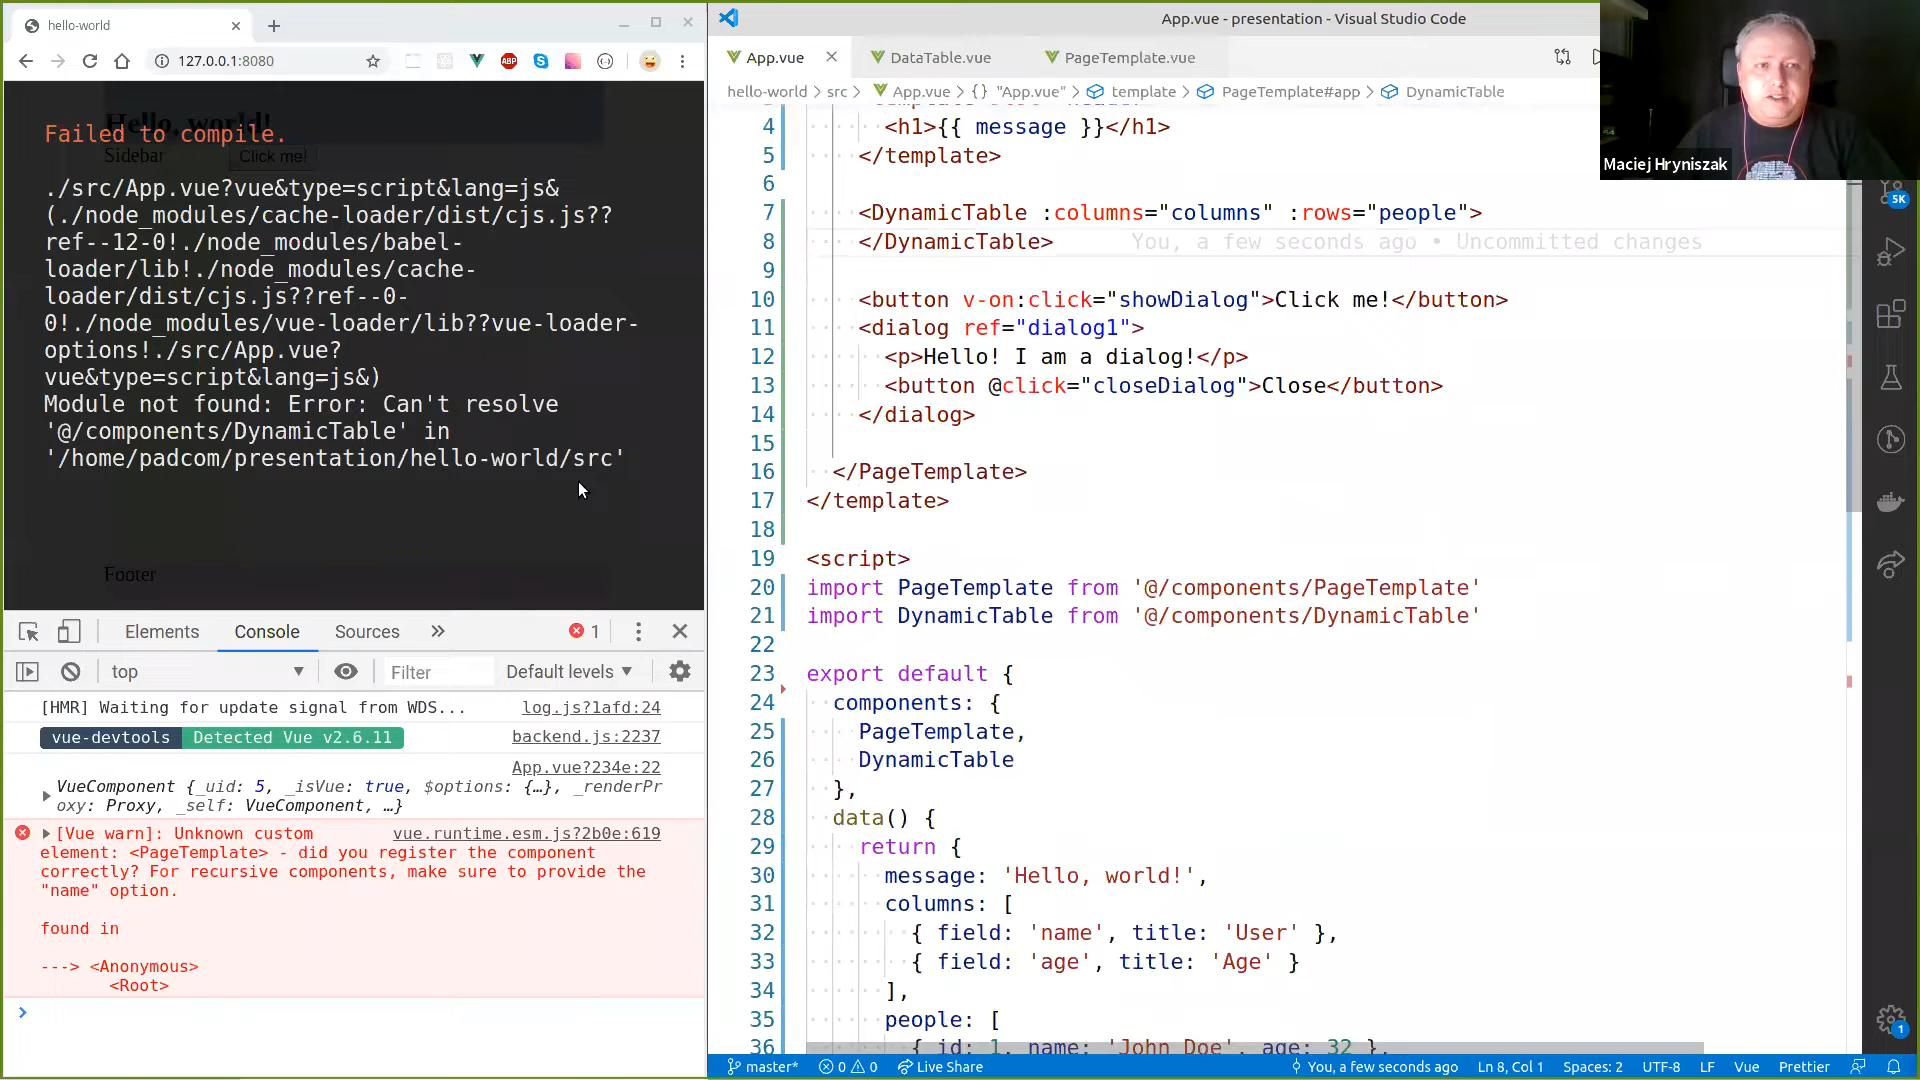 hello-world
127.0.0.1:8080
ABP
Hello, world!
Failed to compile.
Sidebar
Click me!
./src/App.vue?vue&type=script&lang=js&
(./node_modules/cache-loader/dist/cjs.js??
ref--12-0!./node_modules/babel-
loader/lib!./node_modules/cache-
loader/dist/cjs.js??ref--0-
0!./node_modules/vue-loader/lib??vue-loader-
options!./src/App.vue?
vue&type=script&lang=js&)
Module not found: Error: Can't resolve
'@/components/DynamicTable' in
'/home/padcom/presentation/hello-world/src'
Footer
Elements Console Sources 1
top Filter Default levels
[HMR] Waiting for update signal from WDS... log.js?1afd:24
vue-devtools Detected Vue v2.6.11 backend.js:2237
App.vue?234e:22
VueComponent {_uid: 5, _isVue: true, $options: {…}, _renderPr
oxy: Proxy, _self: VueComponent, …}
[Vue warn]: Unknown custom vue.runtime.esm.js?2b0e:619
element: <PageTemplate> - did you register the component
correctly? For recursive components, make sure to provide the
"name" option.
found in
---> <Anonymous>
<Root>
App.vue - presentation - Visual Studio Code
App.vue DataTable.vue PageTemplate.vue
hello-world > src > App.vue > {} "App.vue" > template > PageTemplate#app > DynamicTable
4 <h1>{{ message }}</h1>
5 </template>
6
7 <DynamicTable :columns="columns" :rows="people">
8 </DynamicTable> You, a few seconds ago • Uncommitted changes
9
10 <button v-on:click="showDialog">Click me!</button>
11 <dialog ref="dialog1">
12 <p>Hello! I am a dialog!</p>
13 <button @click="closeDialog">Close</button>
14 </dialog>
15
16 </PageTemplate>
17 </template>
18
19 <script>
20 import PageTemplate from '@/components/PageTemplate'
21 import DynamicTable from '@/components/DynamicTable'
22
23 export default {
24 components: {
25 PageTemplate,
26 DynamicTable
27 },
28 data() {
29 return {
30 message: 'Hello, world!',
31 columns: [
32 { field: 'name', title: 'User' },
33 { field: 'age', title: 'Age' }
34 ],
35 people: [
36 { id: 1, name: 'John Doe', age: 32 },
master* 0 0 Live Share You, a few seconds ago Ln 8, Col 1 Spaces: 2 UTF-8 LF Vue Prettier
Maciej Hryniszak
5K
1